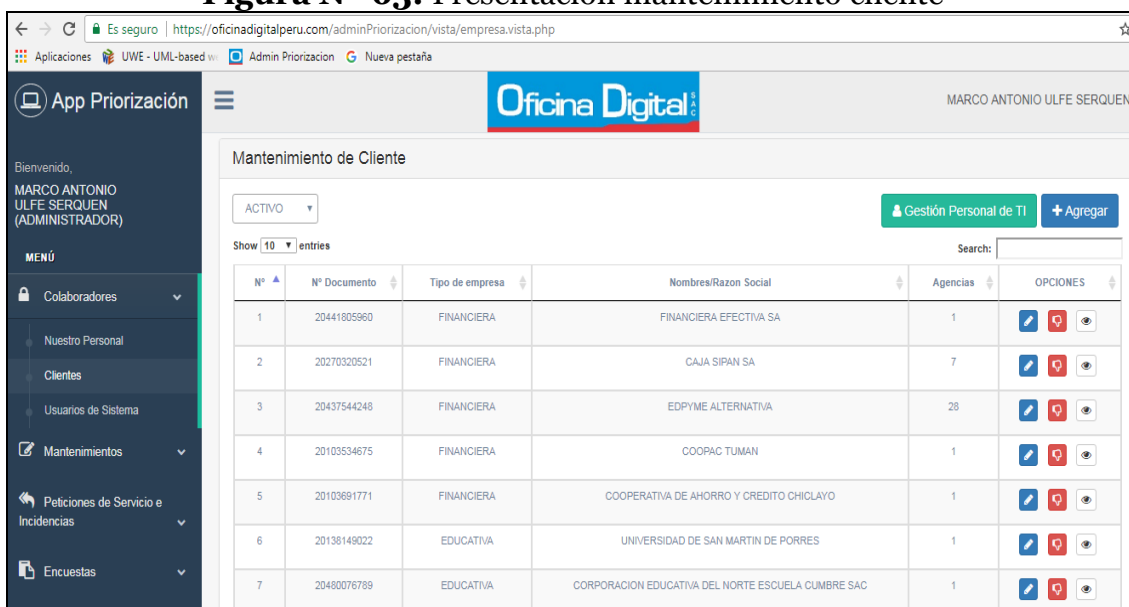 Figura N° 63: Presentación mantenimiento cliente
Es seguro | https://oficinadigitalperu.com/adminPriorizacion/vista/empresa.vista.php
Aplicaciones UWE - UML-based w Admin Priorizacion Nueva pestaña
App Priorización
Oficina Digital SAC
MARCO ANTONIO ULFE SERQUEN
Bienvenido,
MARCO ANTONIO
ULFE SERQUEN
(ADMINISTRADOR)
MENÚ
Colaboradores
Nuestro Personal
Clientes
Usuarios de Sistema
Mantenimientos
Peticiones de Servicio e
Incidencias
Encuestas
Mantenimiento de Cliente
ACTIVO
Gestión Personal de TI
+ Agregar
Show 10 entries
Search:
N° N° Documento Tipo de empresa Nombres/Razon Social Agencias OPCIONES
1 20441805960 FINANCIERA FINANCIERA EFECTIVA SA 1
2 20270320521 FINANCIERA CAJA SIPAN SA 7
3 20437544248 FINANCIERA EDPYME ALTERNATIVA 28
4 20103534675 FINANCIERA COOPAC TUMAN 1
5 20103691771 FINANCIERA COOPERATIVA DE AHORRO Y CREDITO CHICLAYO 1
6 20138149022 EDUCATIVA UNIVERSIDAD DE SAN MARTIN DE PORRES 1
7 20480076789 EDUCATIVA CORPORACION EDUCATIVA DEL NORTE ESCUELA CUMBRE SAC 1